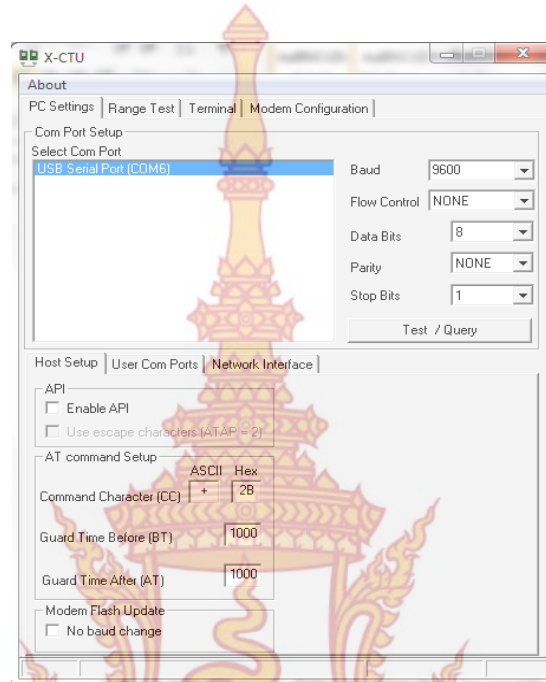 X-CTU
About
PC Settings Range Test Terminal Modem Configuration
Com Port Setup
Select Com Port
USB Serial Port (COM6)
Baud 9600
Flow Control NONE
Data Bits 8
Parity NONE
Stop Bits 1
Test / Query
Host Setup User Com Ports Network Interface
API
Enable API
Use escape characters (ATAP = 2)
AT command Setup
ASCII Hex
Command Character (CC) + 2B
Guard Time Before (BT) 1000
Guard Time After (AT) 1000
Modem Flash Update
No baud change